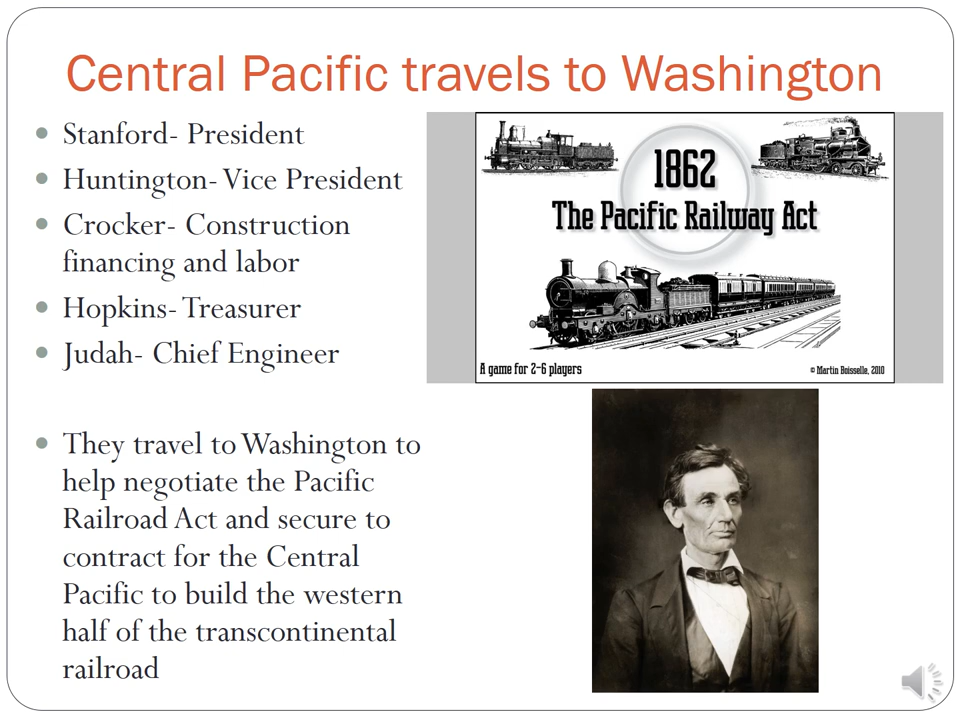 Central Pacific travels to Washington
Stanford- President
Huntington- Vice President
Crocker- Construction
financing and labor
Hopkins- Treasurer
Judah- Chief Engineer
They travel to Washington to
help negotiate the Pacific
Railroad Act and secure to
contract for the Central
Pacific to build the western
half of the transcontinental
railroad
1862
The Pacific Railway Act
A game for 2-6 players
© Martin Boisselle, 2010